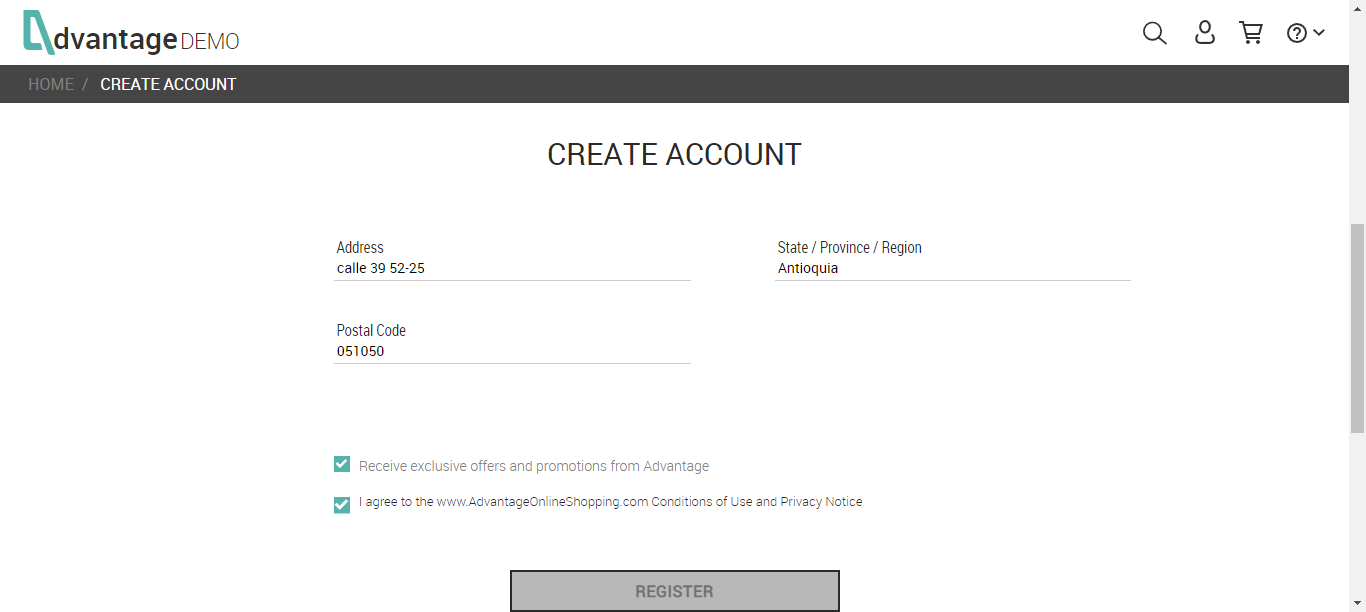 dvantage DEMO
HOME / CREATE ACCOUNT
CREATE ACCOUNT
Address
calle 39 52-25
State / Province / Region
Antioquia
Postal Code
051050
Receive exclusive offers and promotions from Advantage
I agree to the www.AdvantageOnlineShopping.com Conditions of Use and Privacy Notice
REGISTER